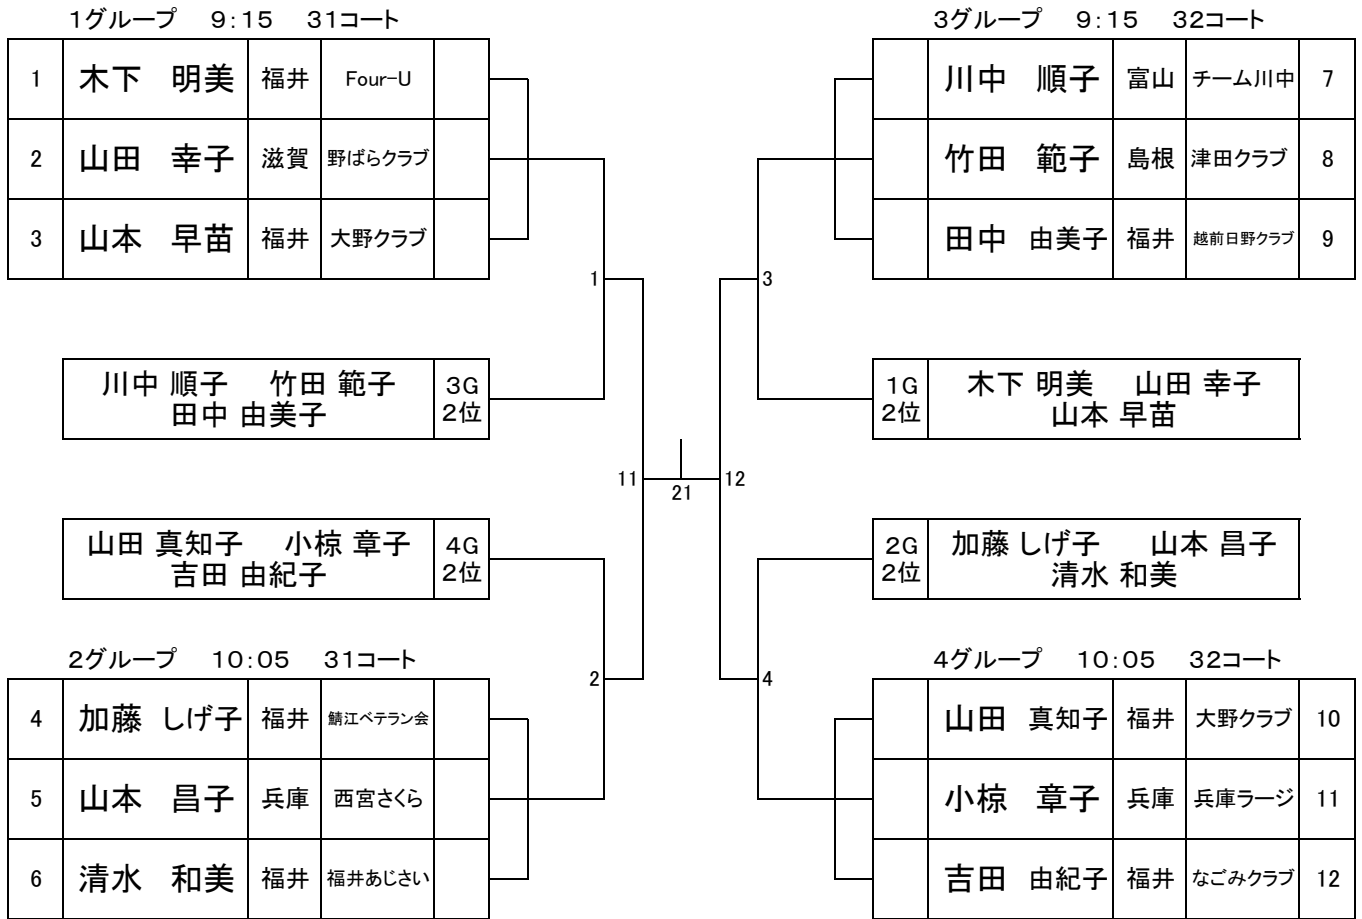 1グループ　9：15　31コート
1 木下　明美 福井 Four-U
2 山田　幸子 滋賀 野ばらクラブ
3 山本　早苗 福井 大野クラブ
3グループ　9：15　32コート
川中　順子 富山 チーム川中 7
竹田　範子 島根 津田クラブ 8
田中　由美子 福井 越前日野クラブ 9
1
3
川中 順子　竹田 範子
田中 由美子
3G
2位
1G
2位
木下 明美　山田 幸子
山本 早苗
11
21
12
山田 真知子　小椋 章子
吉田 由紀子
4G
2位
2G
2位
加藤 しげ子　山本 昌子
清水 和美
2
4
2グループ　10：05　31コート
4 加藤 しげ子 福井 鯖江ベテラン会
5 山本　昌子 兵庫 西宮さくら
6 清水　和美 福井 福井あじさい
4グループ　10：05　32コート
山田　真知子 福井 大野クラブ 10
小椋　章子 兵庫 兵庫ラージ 11
吉田　由紀子 福井 なごみクラブ 12